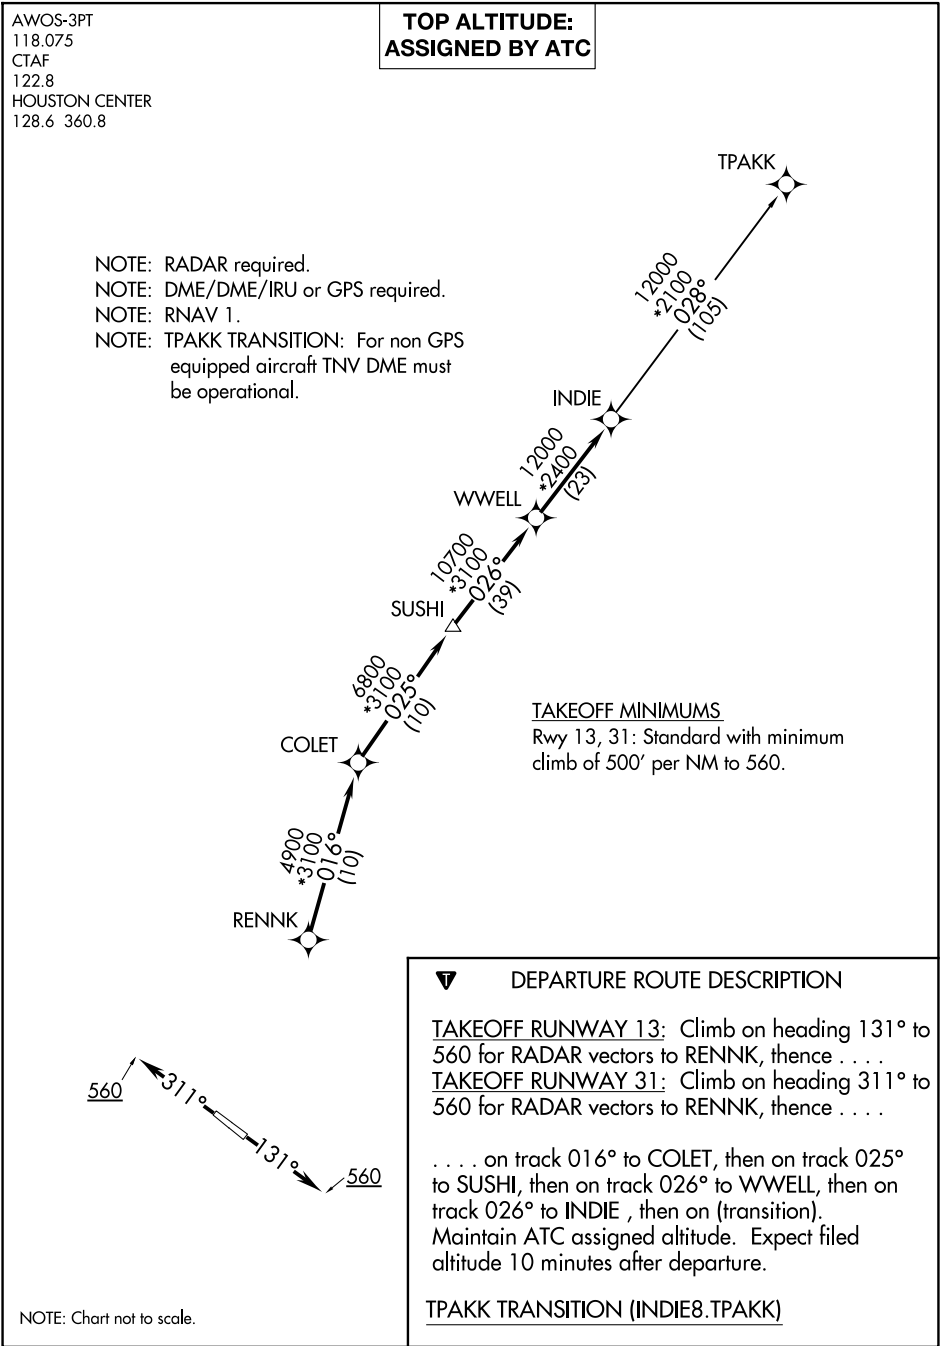 AWOS-3PT
118.075
CTAF
122.8
HOUSTON CENTER
128.6 360.8
TOP ALTITUDE:
ASSIGNED BY ATC
TPAKK
NOTE: RADAR required.
NOTE: DME/DME/IRU or GPS required.
NOTE: RNAV 1.
NOTE: TPAKK TRANSITION: For non GPS
equipped aircraft TNV DME must
be operational.
12000
*2100
028°
(105)
INDIE
12000
*2400
(23)
WWELL
10700
*3100
026°
(39)
SUSHI
6800
*3100
025°
(10)
COLET
TAKEOFF MINIMUMS
Rwy 13, 31: Standard with minimum
climb of 500' per NM to 560.
4900
*3100
016°
(10)
RENNK
560
311°
131°
560
T DEPARTURE ROUTE DESCRIPTION
TAKEOFF RUNWAY 13: Climb on heading 131° to
560 for RADAR vectors to RENNK, thence . . . .
TAKEOFF RUNWAY 31: Climb on heading 311° to
560 for RADAR vectors to RENNK, thence . . . .
. . . . on track 016° to COLET, then on track 025°
to SUSHI, then on track 026° to WWELL, then on
track 026° to INDIE , then on (transition).
Maintain ATC assigned altitude. Expect filed
altitude 10 minutes after departure.
TPAKK TRANSITION (INDIE8.TPAKK)
NOTE: Chart not to scale.